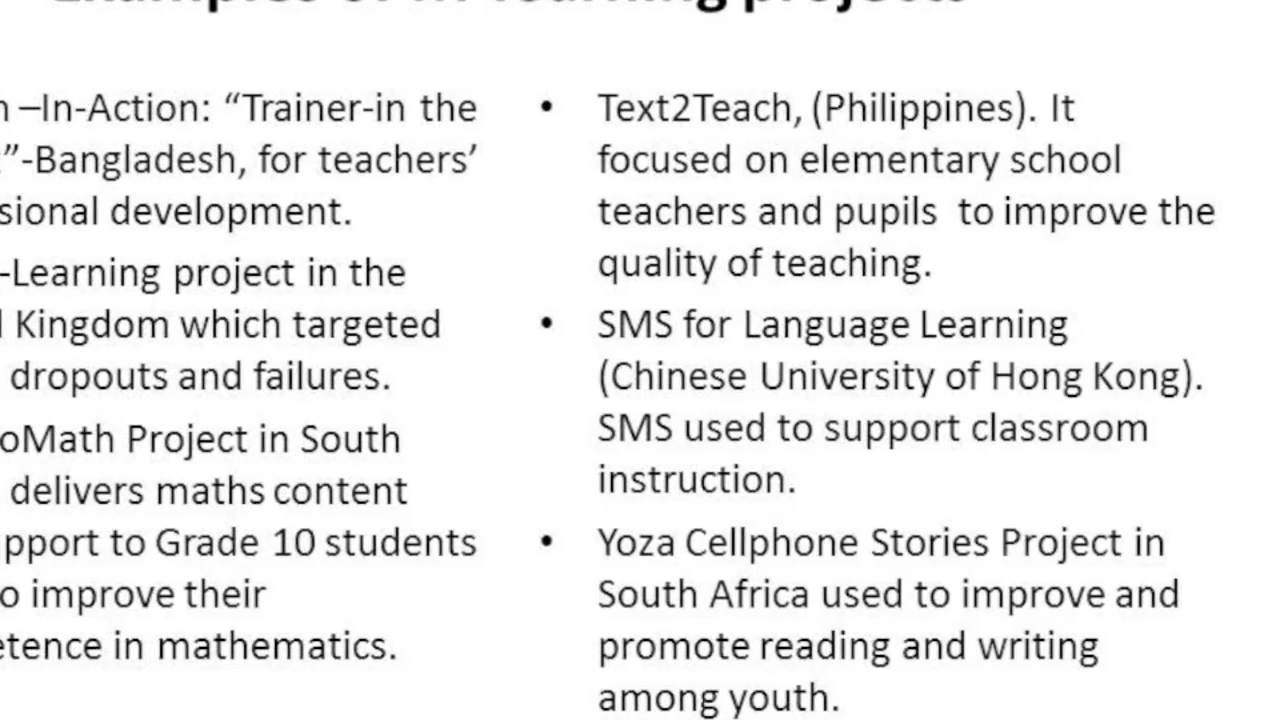 Examples of m-learning projects
–In-Action: “Trainer-in the
”-Bangladesh, for teachers’
development.
-Learning project in the
Kingdom which targeted
dropouts and failures.
Project in South
delivers maths content
to Grade 10 students
improve their
in mathematics.
• Text2Teach, (Philippines). It
focused on elementary school
teachers and pupils to improve the
quality of teaching.
• SMS for Language Learning
(Chinese University of Hong Kong).
SMS used to support classroom
instruction.
• Yoza Cellphone Stories Project in
South Africa used to improve and
promote reading and writing
among youth.